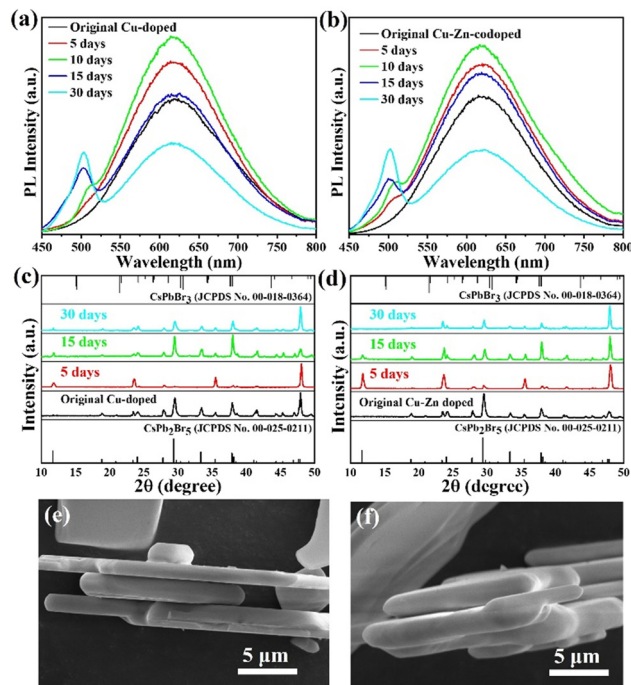 (a)
Original Cu-doped
5 days
10 days
15 days
30 days
PL Intensity (a.u.)
450 500 550 600 650 700 750 800
Wavelength (nm)
(b)
Original Cu-Zn-codoped
5 days
10 days
15 days
30 days
PL Intensity (a.u.)
450 500 550 600 650 700 750 800
Wavelength (nm)
(c)
CsPbBr3 (JCPDS No. 00-018-0364)
30 days
15 days
5 days
Original Cu-doped
CsPb2Br5 (JCPDS No. 00-025-0211)
Intensity (a.u.)
10 15 20 25 30 35 40 45 50
2θ (degree)
(d)
CsPbBr3 (JCPDS No. 00-018-0364)
30 days
15 days
5 days
Original Cu-Zn doped
CsPb2Br5 (JCPDS No. 00-025-0211)
Intensity (a.u.)
10 15 20 25 30 35 40 45 50
2θ (degree)
(e)
5 μm
(f)
5 μm